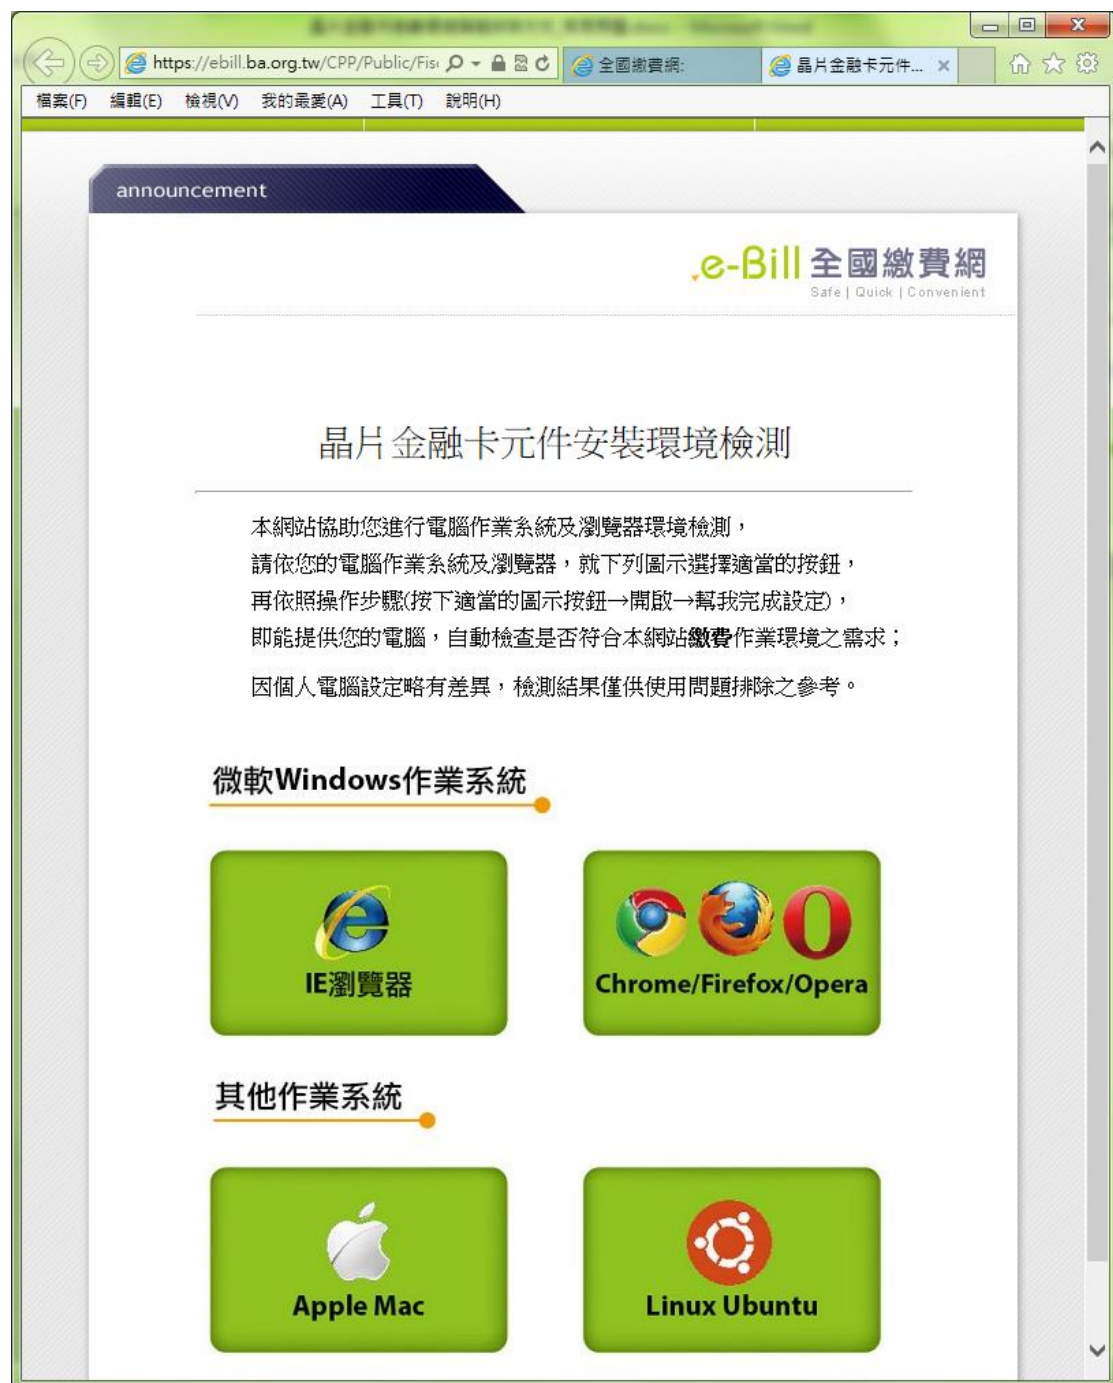 https://ebill.ba.org.tw/CPP/Public/Fis
全國繳費網:
晶片金融卡元件...
檔案(F) 編輯(E) 檢視(V) 我的最愛(A) 工具(T) 說明(H)
announcement
e-Bill 全國繳費網
Safe | Quick | Convenient
晶片金融卡元件安裝環境檢測
本網站協助您進行電腦作業系統及瀏覽器環境檢測，
請依您的電腦作業系統及瀏覽器，就下列圖示選擇適當的按鈕，
再依照操作步驟(按下適當的圖示按鈕→開啟→幫我完成設定)，
即能提供您的電腦，自動檢查是否符合本網站繳費作業環境之需求；
因個人電腦設定略有差異，檢測結果僅供使用問題排除之參考。
微軟Windows作業系統
IE瀏覽器
Chrome/Firefox/Opera
其他作業系統
Apple Mac
Linux Ubuntu